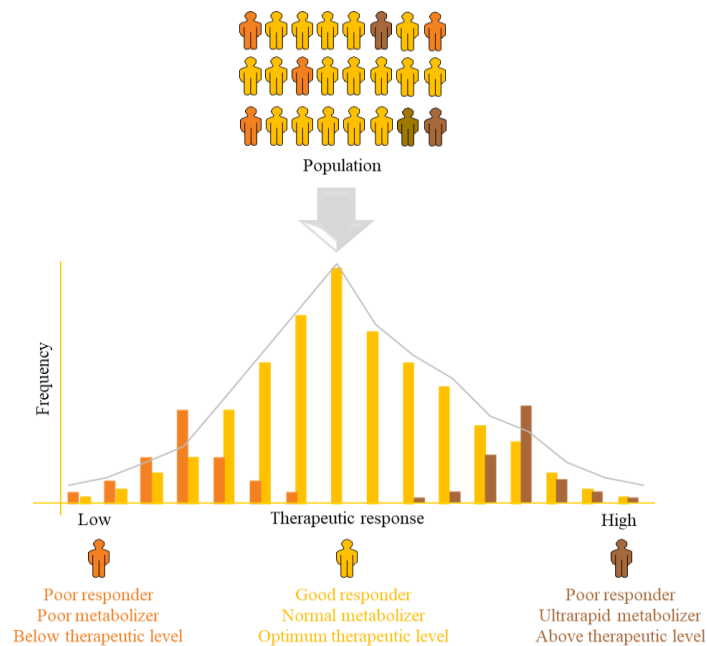 Population
Frequency
Low
Therapeutic response
High
Poor responder
Poor metabolizer
Below therapeutic level
Good responder
Normal metabolizer
Optimum therapeutic level
Poor responder
Ultrarapid metabolizer
Above therapeutic level